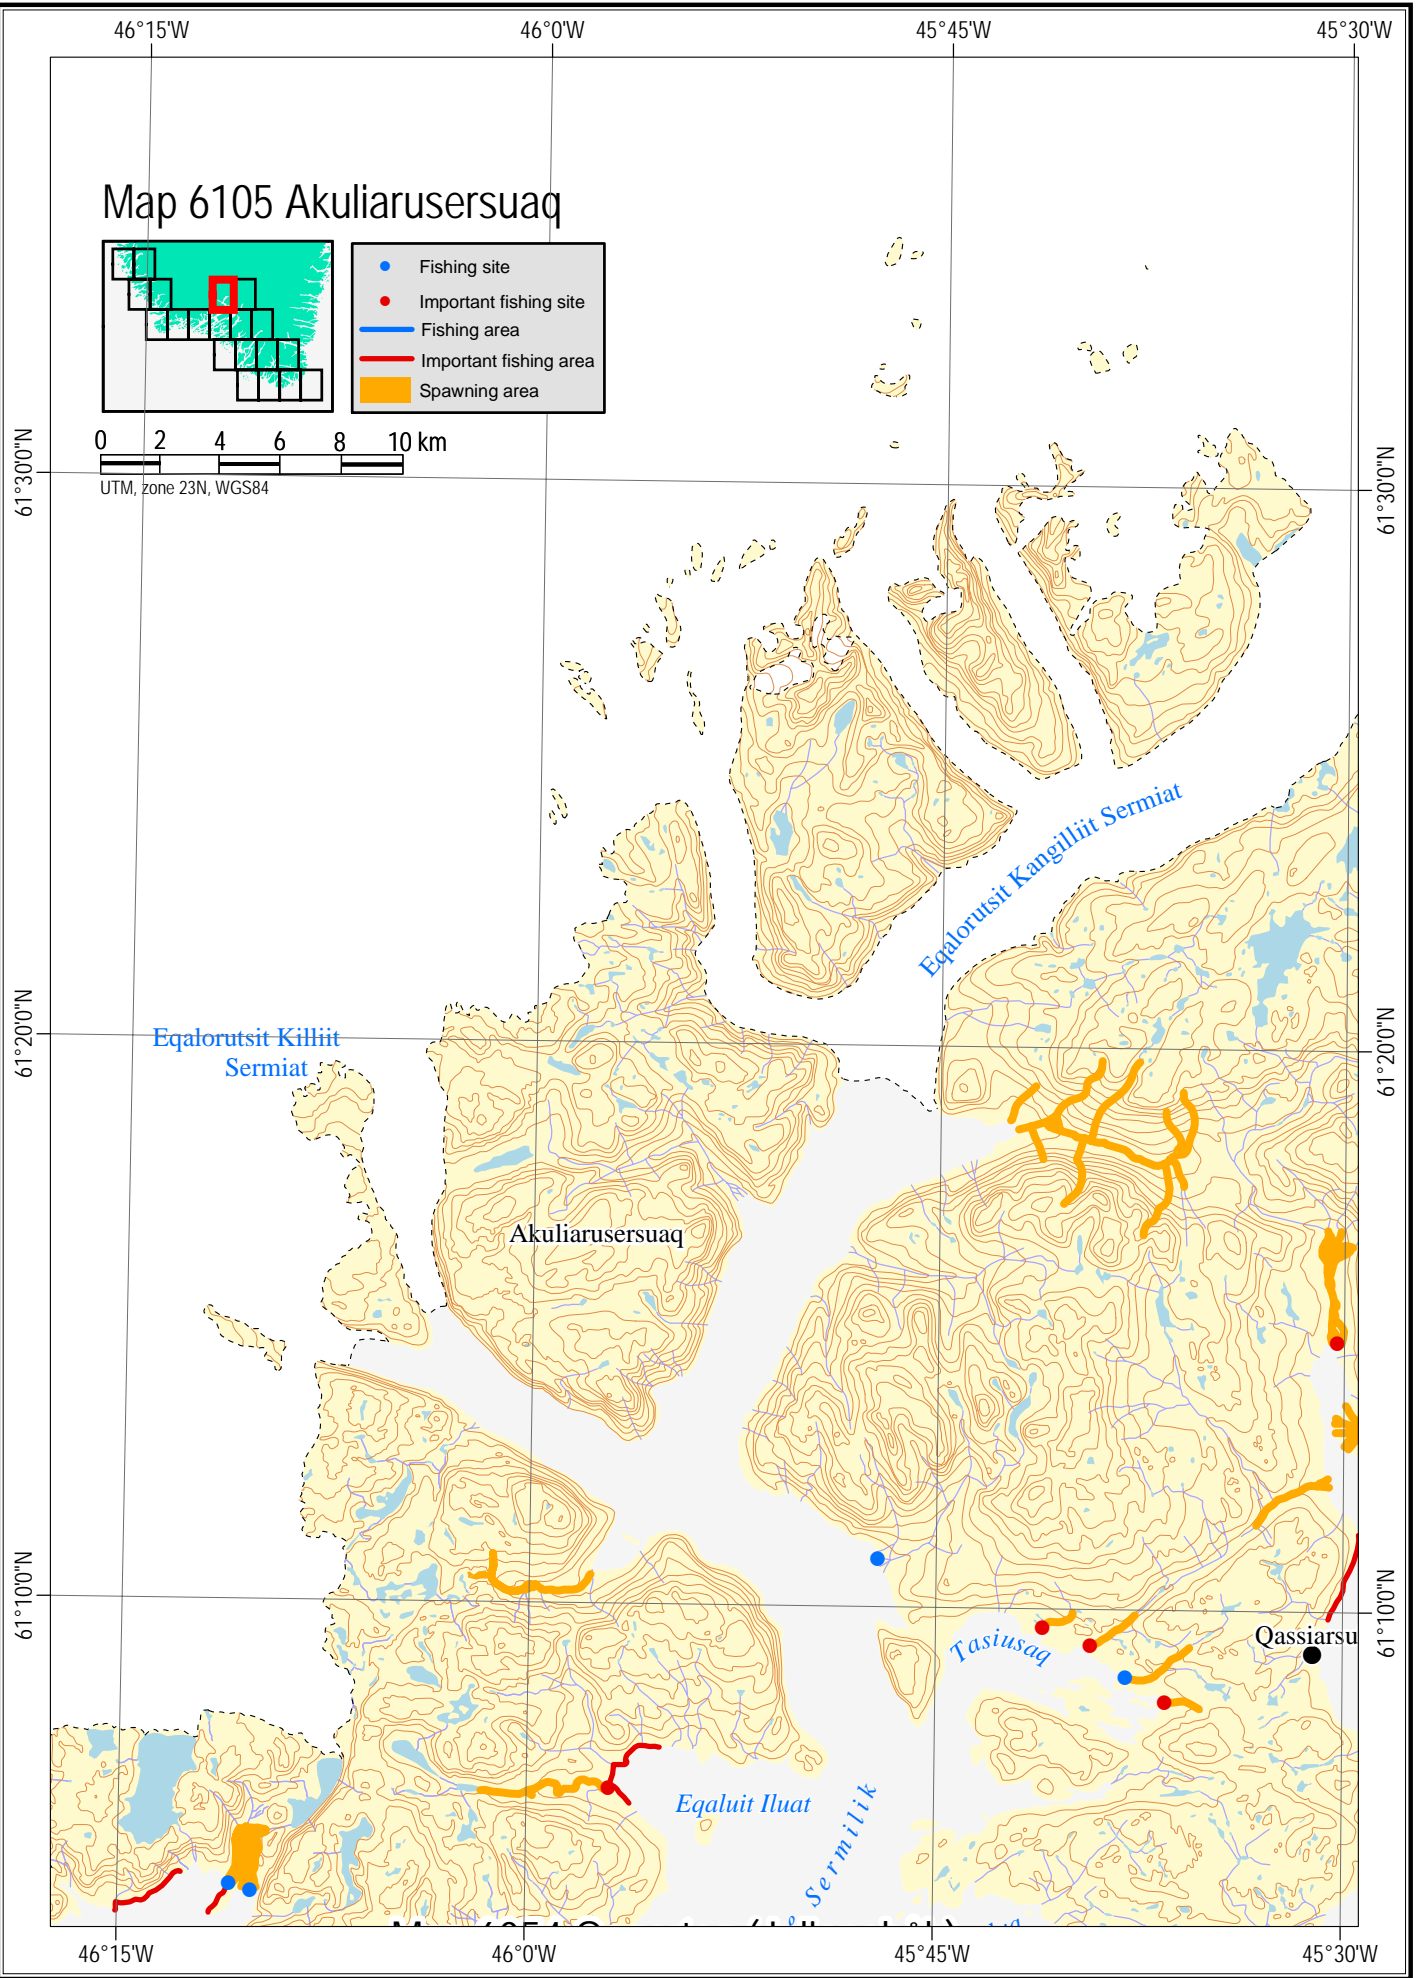 46°15'W 46°0'W 45°45'W 45°30'W
Map 6105 Akuliarusersuaq
Fishing site
Important fishing site
Fishing area
Important fishing area
Spawning area
0 2 4 6 8 10 km
UTM, zone 23N, WGS84
61°30'0"N 61°30'0"N
Eqalorutsit Kangilliit Sermiat
61°20'0"N 61°20'0"N
Eqalorutsit Killiit
Sermiat
Akuliarusersuaq
61°10'0"N 61°10'0"N
Tasiusaq
Qassiarsu
Eqaluit Iluat
Sermilik
46°15'W 46°0'W 45°45'W 45°30'W